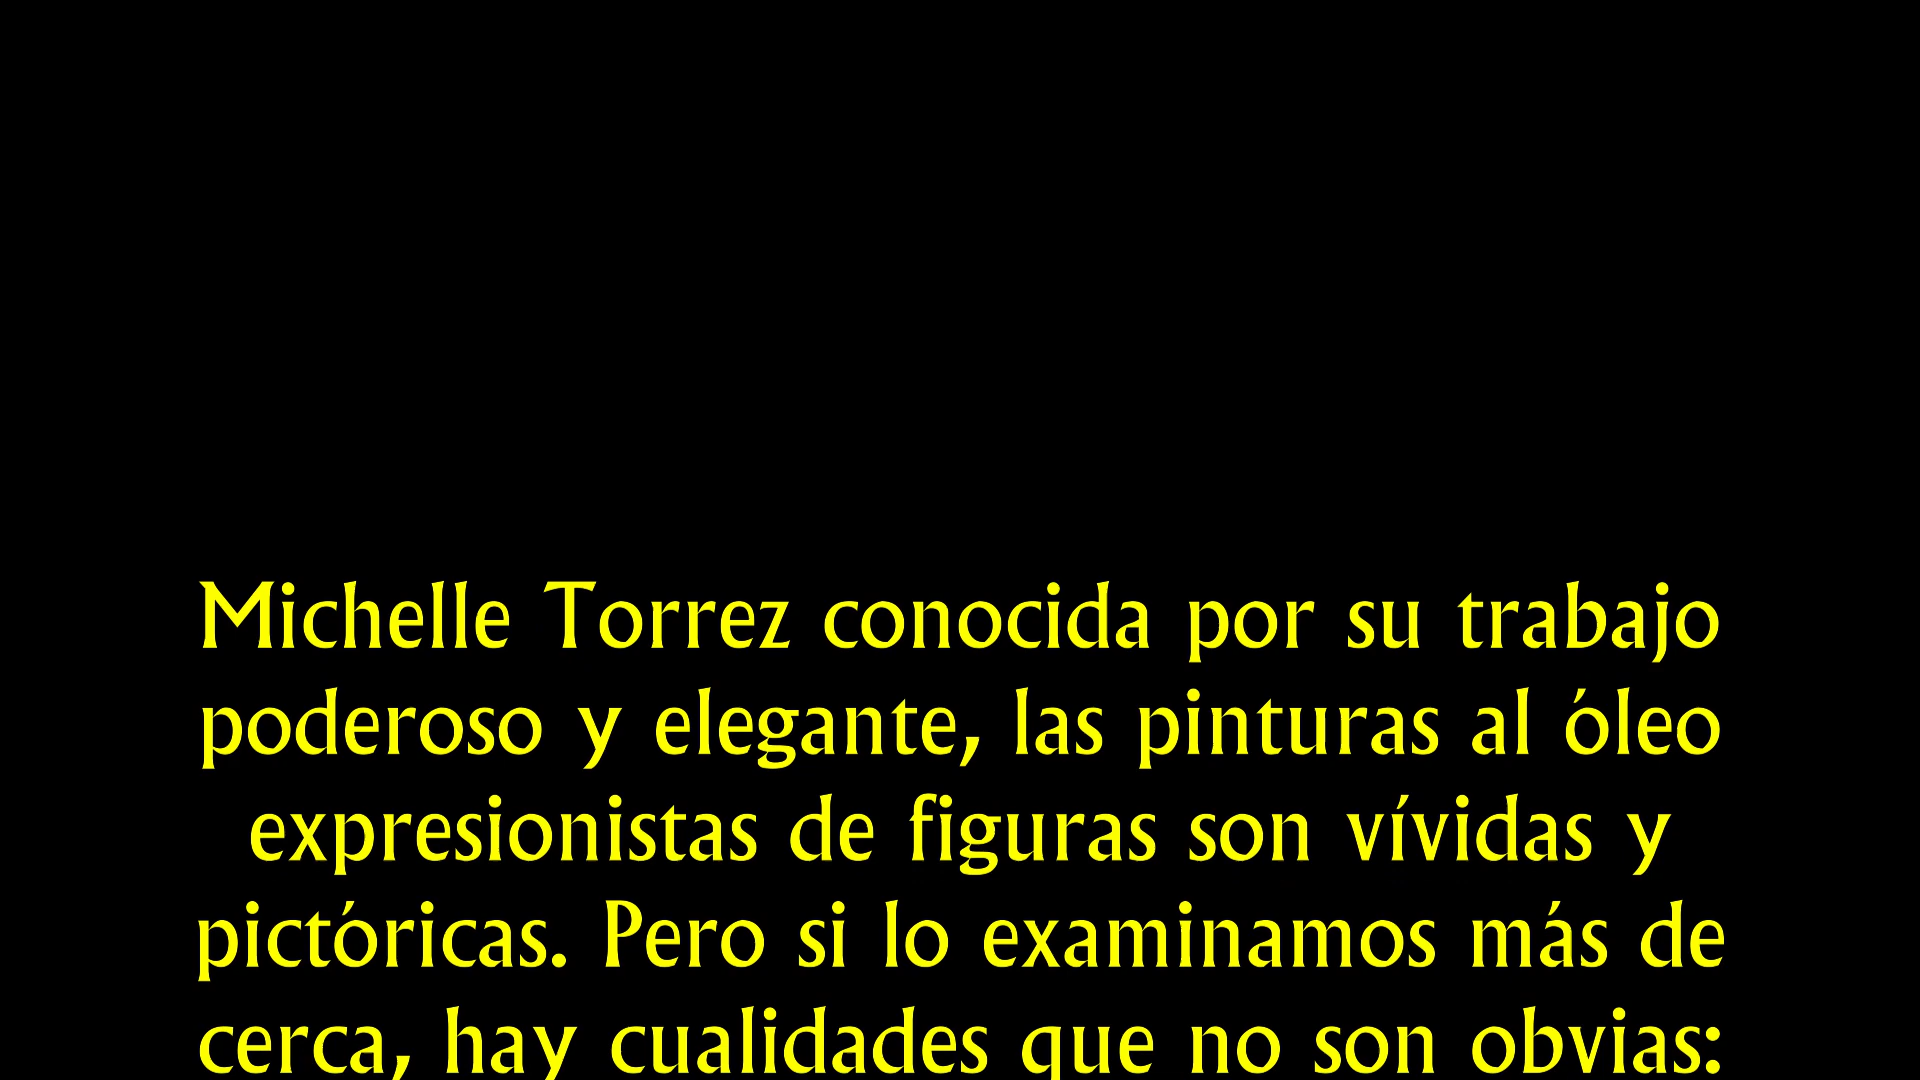 Michelle Torrez conocida por su trabajo
poderoso y elegante, las pinturas al óleo
expresionistas de figuras son vívidas y
pictóricas. Pero si lo examinamos más de
cerca, hay cualidades que no son obvias: